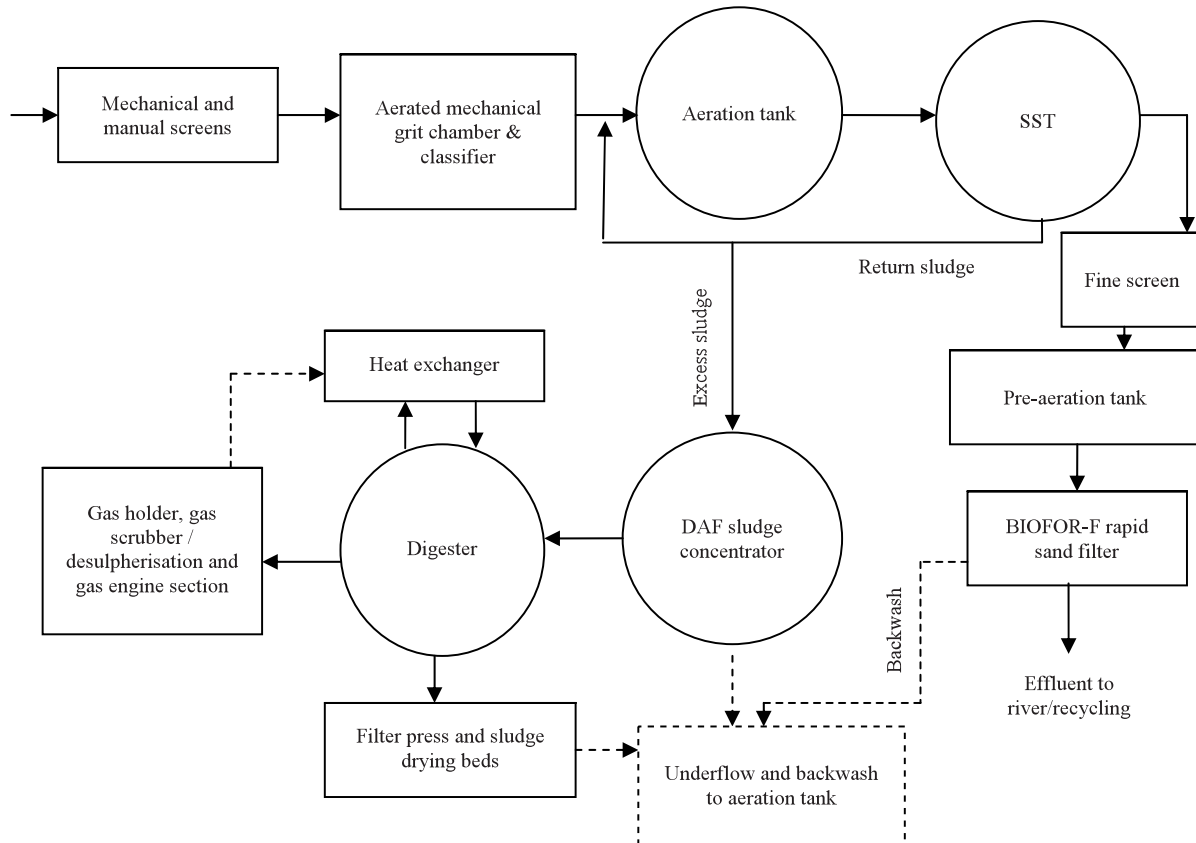 Mechanical and
manual screens
Aerated mechanical
grit chamber &
classifier
Aeration tank
SST
Return sludge
Fine screen
Excess sludge
Heat exchanger
Pre-aeration tank
Gas holder, gas
scrubber /
desulpherisation and
gas engine section
Digester
DAF sludge
concentrator
BIOFOR-F rapid
sand filter
Backwash
Effluent to
river/recycling
Filter press and sludge
drying beds
Underflow and backwash
to aeration tank